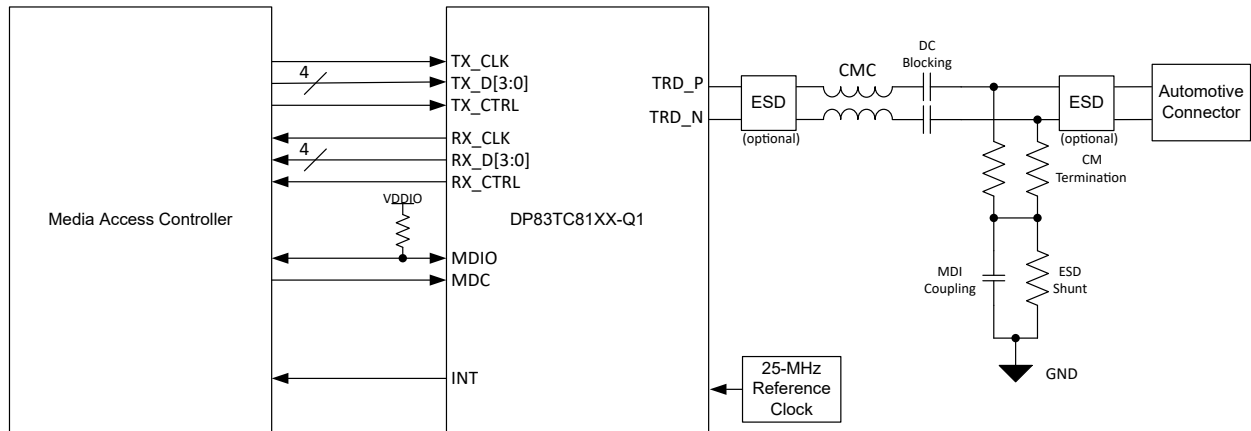 Media Access Controller
4
4
VDDIO
TX_CLK
TX_D[3:0]
TX_CTRL
RX_CLK
RX_D[3:0]
RX_CTRL
MDIO
MDC
INT
DP83TC81XX-Q1
TRD_P
TRD_N
ESD
(optional)
CMC
DC
Blocking
ESD
(optional)
Automotive
Connector
CM
Termination
MDI
Coupling
ESD
Shunt
GND
25-MHz
Reference
Clock